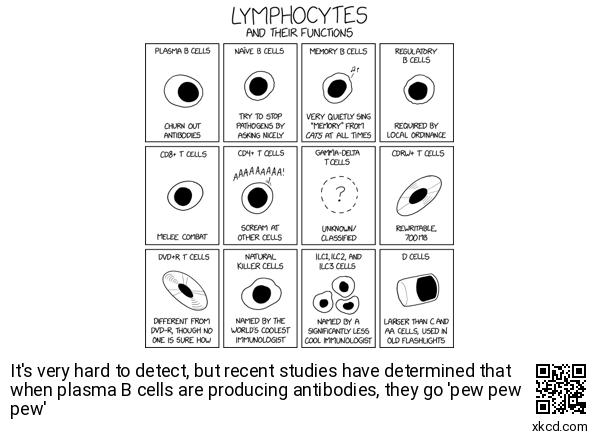 LYMPHOCYTES
AND THEIR FUNCTIONS
PLASMA B CELLS
CHURN OUT
ANTIBODIES
NAÏVE B CELLS
TRY TO STOP
PATHOGENS BY
ASKING NICELY
MEMORY B CELLS
VERY QUIETLY SING
"MEMORY" FROM
CATS AT ALL TIMES
REGULATORY
B CELLS
REQUIRED BY
LOCAL ORDINANCE
CD8+ T CELLS
MELEE COMBAT
CD4+ T CELLS
AAAAAAAAA!
SCREAM AT
OTHER CELLS
GAMMA-DELTA
T CELLS
?
UNKNOWN/
CLASSIFIED
CDRW+ T CELLS
REWRITABLE,
700MB
DVD+R T CELLS
DIFFERENT FROM
DVD-R, THOUGH NO
ONE IS SURE HOW
NATURAL
KILLER CELLS
NAMED BY THE
WORLD'S COOLEST
IMMUNOLOGIST
ILC1, ILC2, AND
ILC3 CELLS
NAMED BY A
SIGNIFICANTLY LESS
COOL IMMUNOLOGIST
D CELLS
LARGER THAN C AND
AA CELLS, USED IN
OLD FLASHLIGHTS
It's very hard to detect, but recent studies have determined that
when plasma B cells are producing antibodies, they go 'pew pew
pew'
xkcd.com